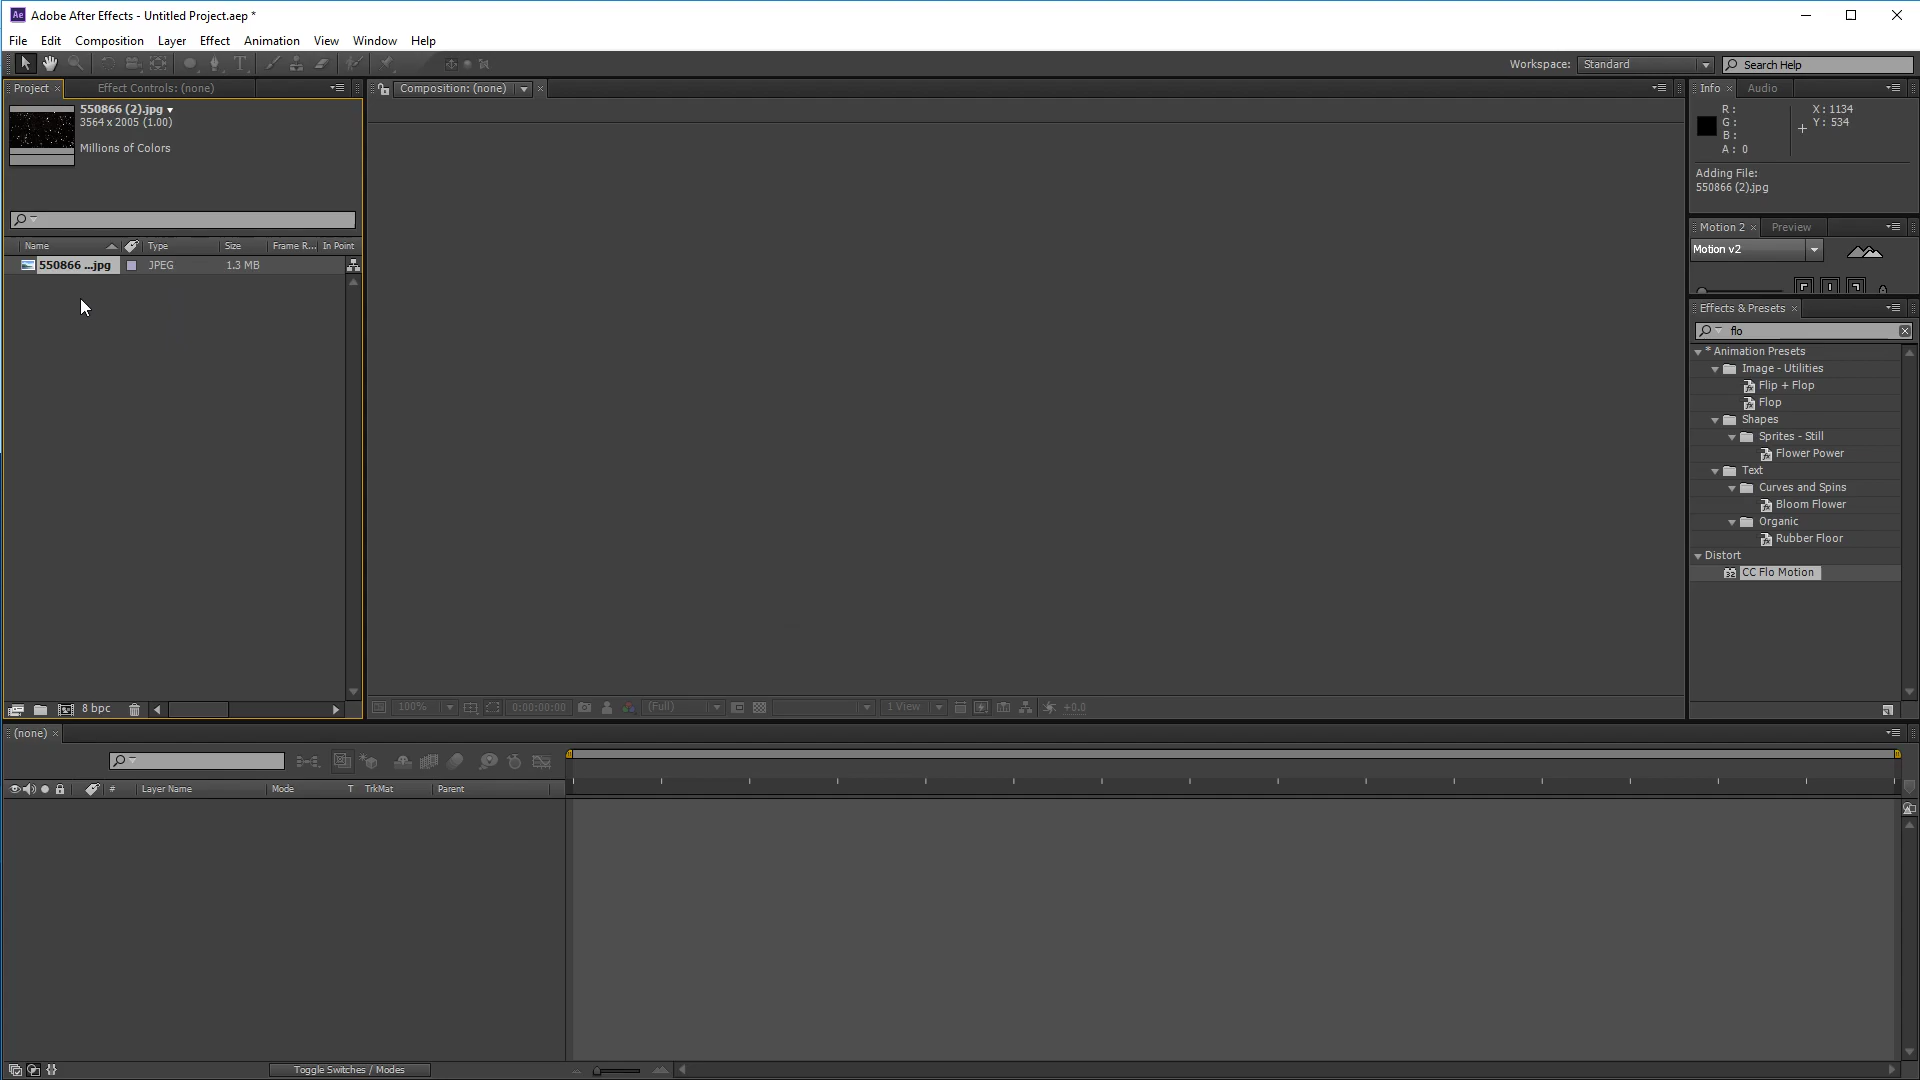 Ae Adobe After Effects - Untitled Project.aep *
File Edit Composition Layer Effect Animation View Window Help
Workspace: Standard Search Help
Project Effect Controls: (none) Composition: (none) Info Audio
550866 (2).jpg
3564 x 2005 (1.00)
Millions of Colors
R:
G:
B:
A: 0
X: 1134
Y: 534
Adding File:
550866 (2).jpg
Motion 2 Preview
Motion v2
Name Type Size Frame R... In Point
550866 ...jpg JPEG 1.3 MB
Effects & Presets
flo
* Animation Presets
Image - Utilities
Flip + Flop
Flop
Shapes
Sprites - Still
Flower Power
Text
Curves and Spins
Bloom Flower
Organic
Rubber Floor
Distort
32 CC Flo Motion
8 bpc
100% 0:00:00:00 (Full) 1 View +0.0
(none)
# Layer Name Mode T TrkMat Parent
Toggle Switches / Modes